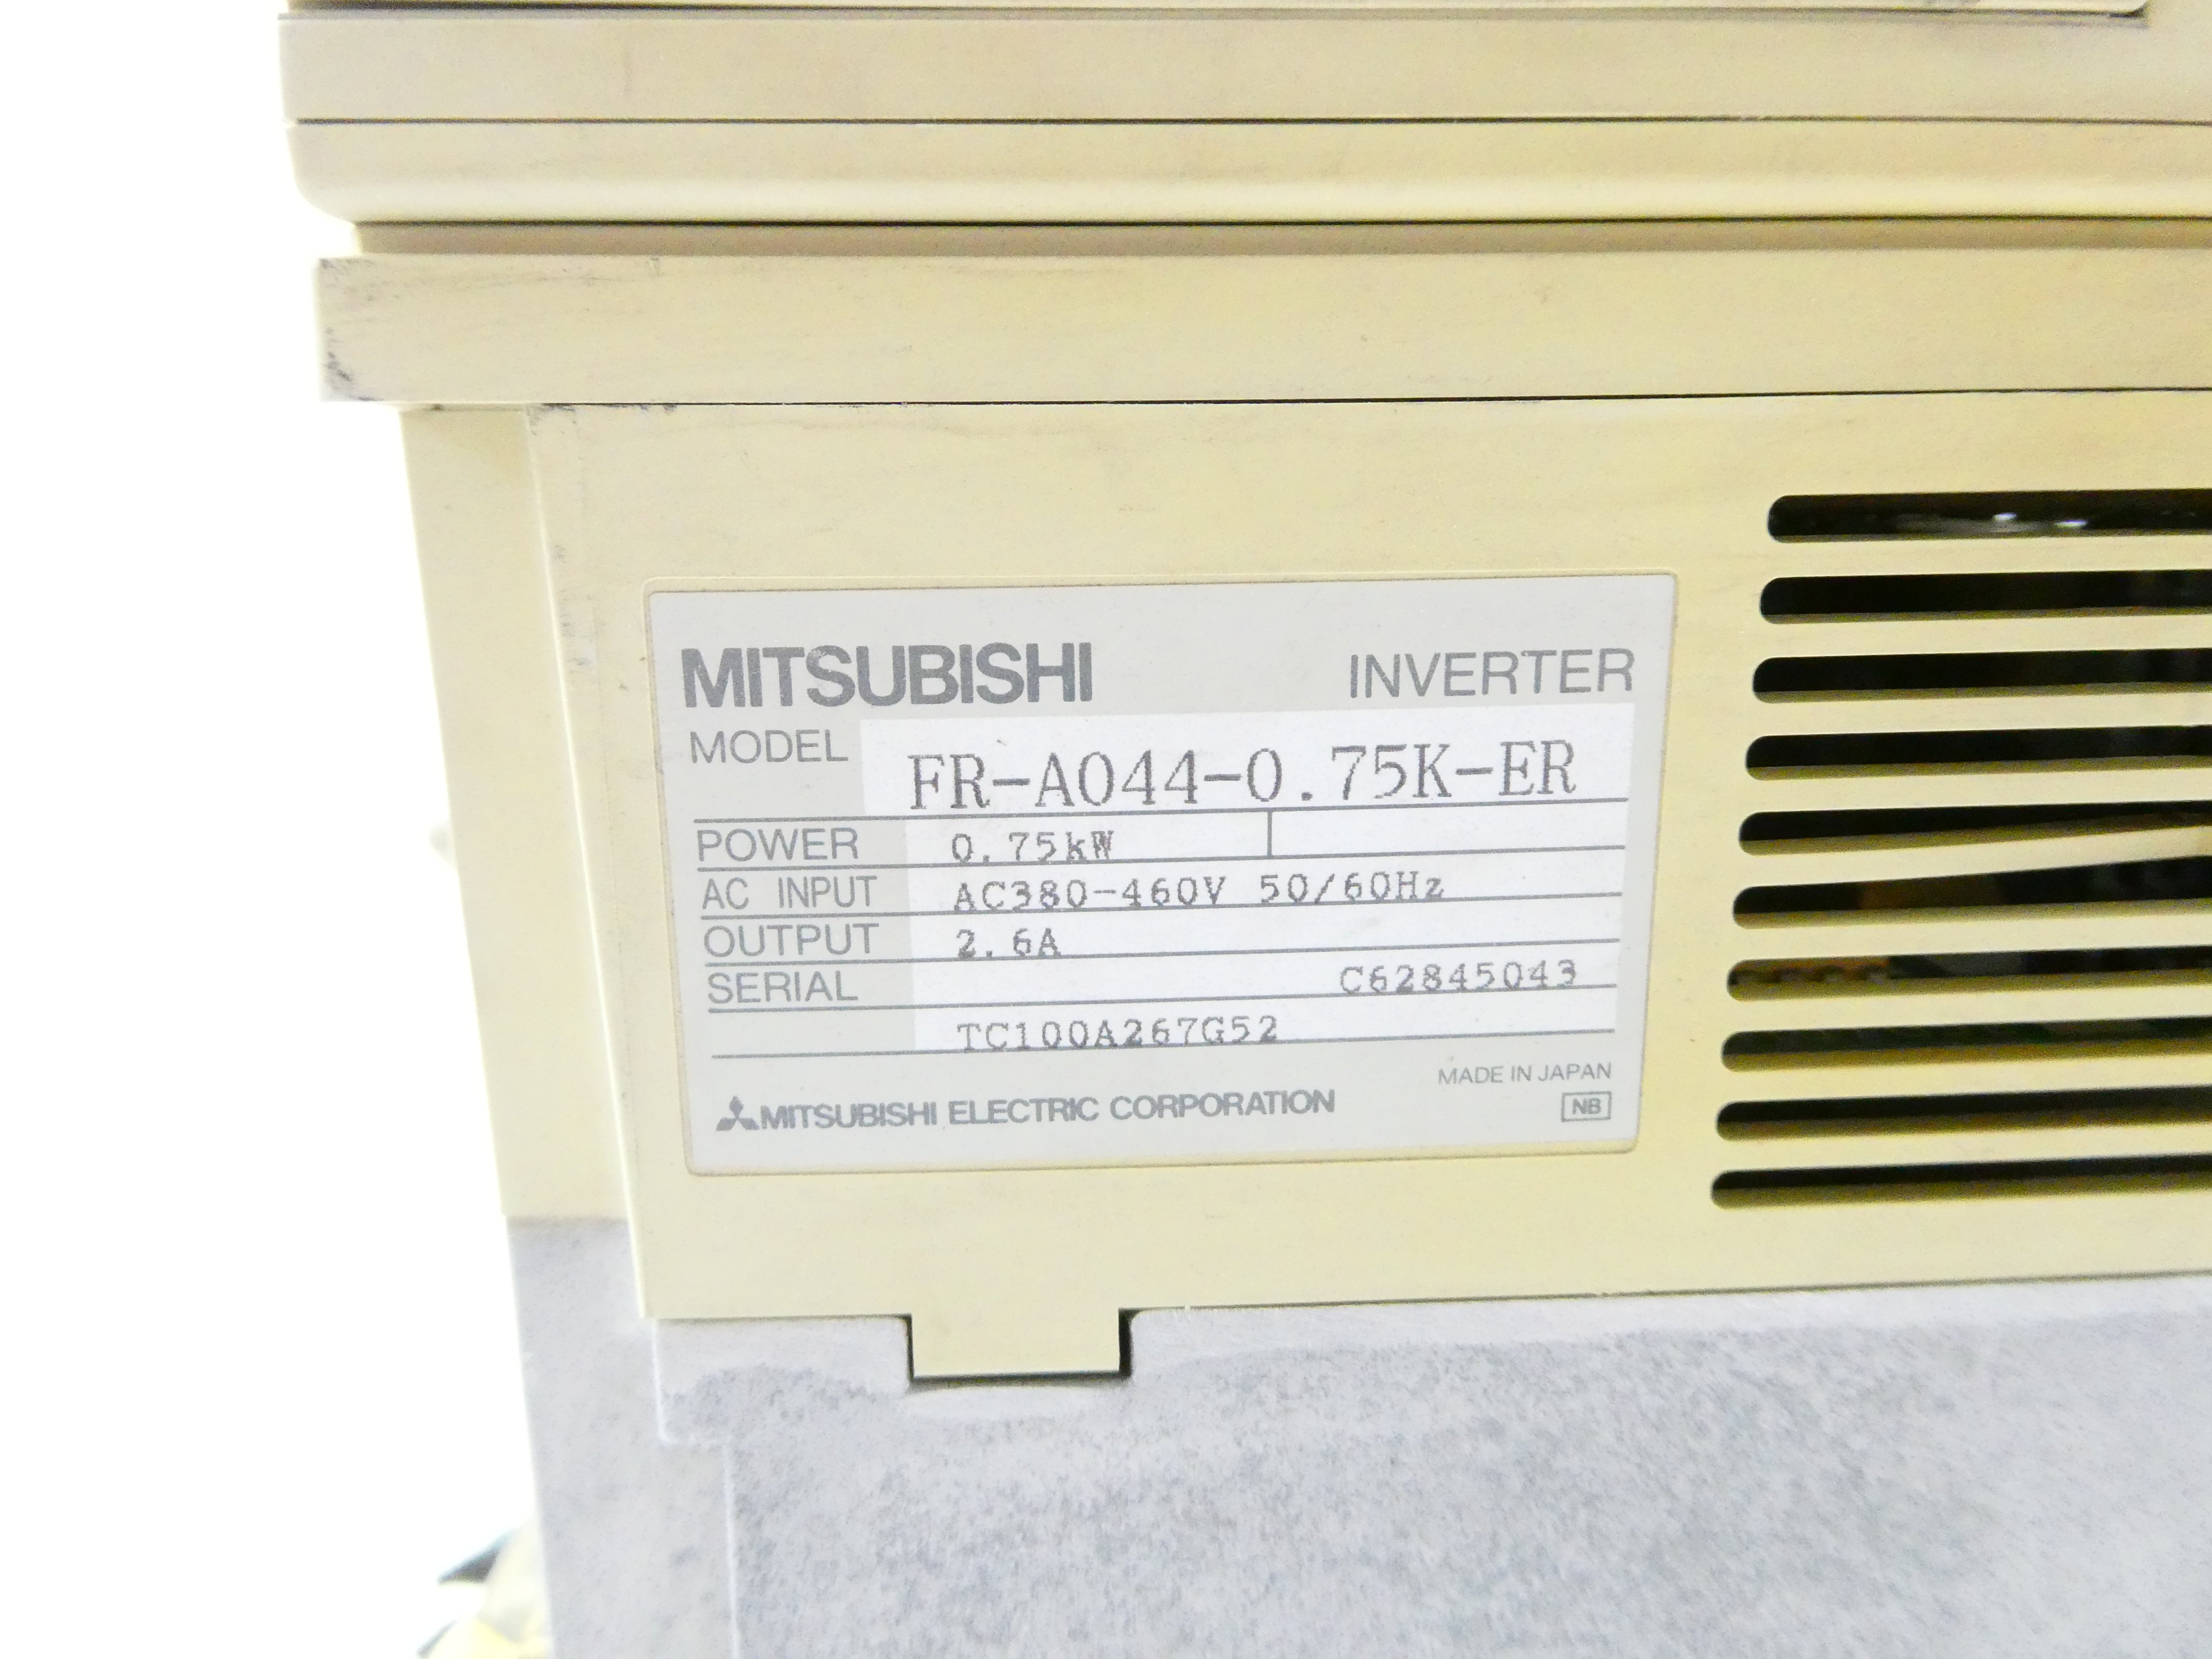 MITSUBISHI INVERTER
MODEL FR-A044-0.75K-ER
POWER 0.75kW
AC INPUT AC380-460V 50/60Hz
OUTPUT 2.6A
SERIAL C62845043
TC100A267G52
MADE IN JAPAN
MITSUBISHI ELECTRIC CORPORATION NB